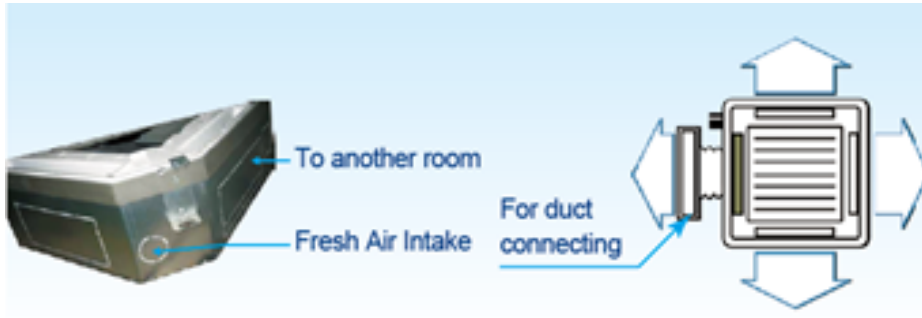 To another room
Fresh Air Intake
For duct
connecting